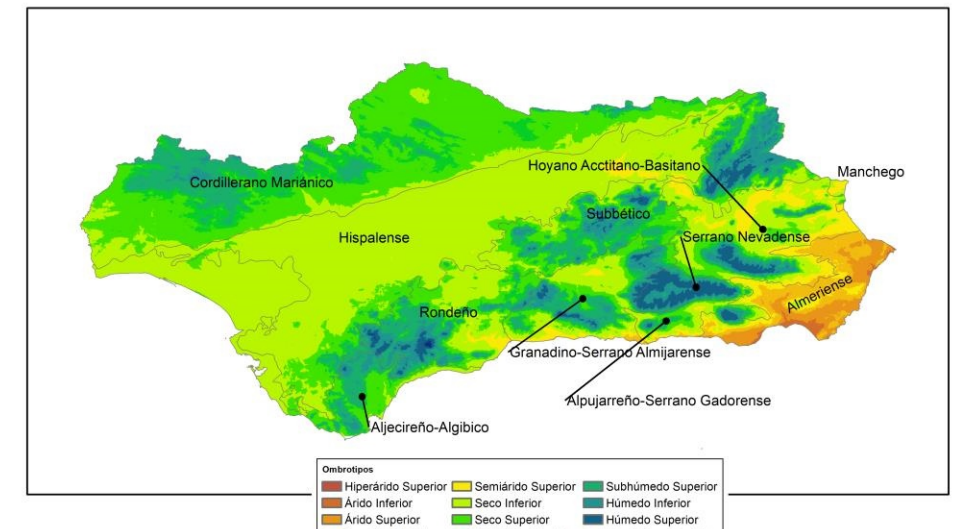 Hoyano Acctitano-Basitano
Manchego
Cordillerano Mariánico
Subbético
Hispalense
Serrano Nevadense
Almeriense
Rondeño
Granadino-Serrano Almijarense
Alpujarreño-Serrano Gadorense
Aljecireño-Algibico
Ombrotipos
Hiperárido Superior
Semiárido Superior
Subhúmedo Superior
Árido Inferior
Seco Inferior
Húmedo Inferior
Árido Superior
Seco Superior
Húmedo Superior